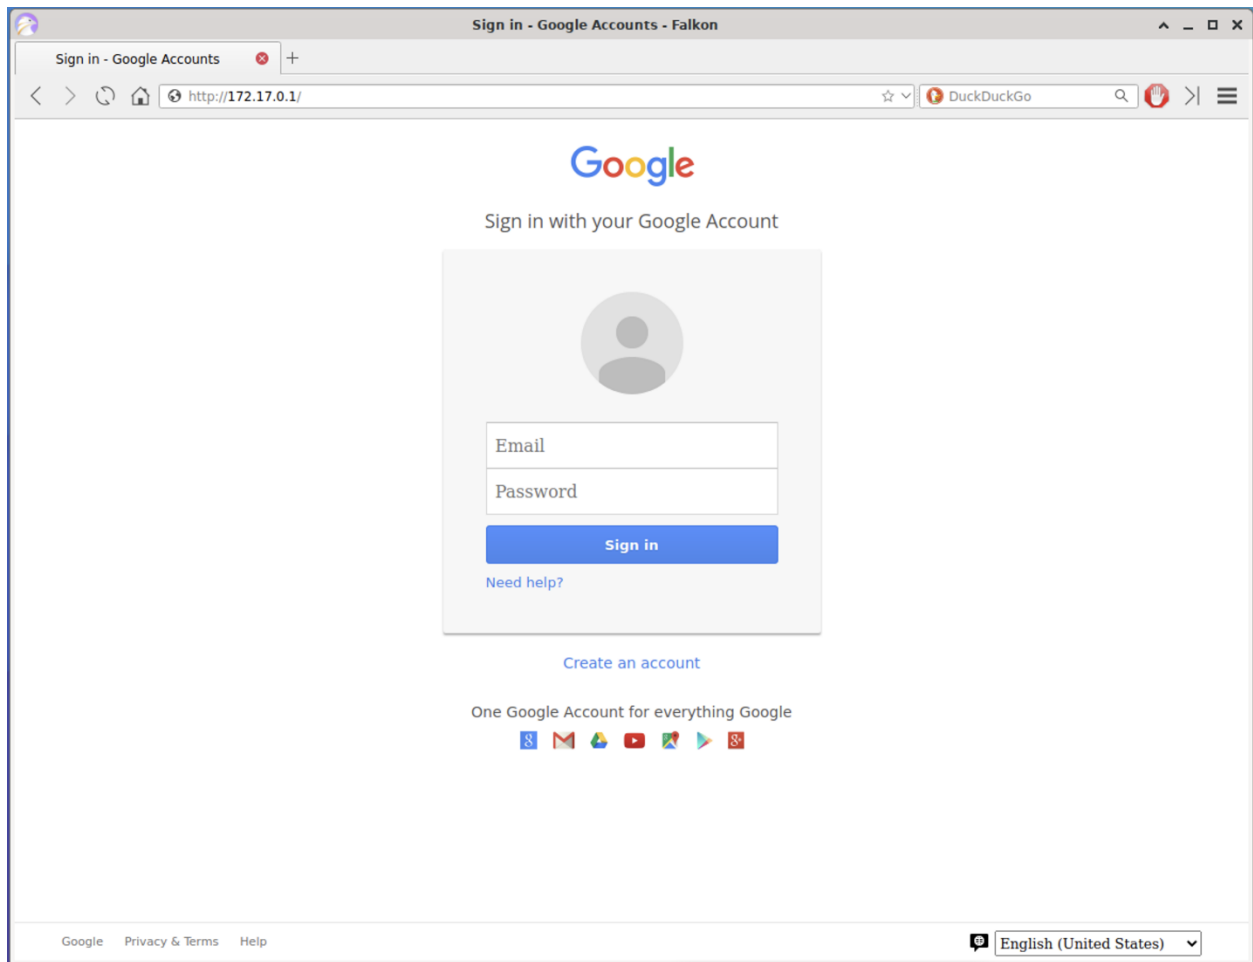 Sign in - Google Accounts - Falkon
Sign in - Google Accounts
http://172.17.0.1/
DuckDuckGo
Google
Sign in with your Google Account
Email
Password
Sign in
Need help?
Create an account
One Google Account for everything Google
Google Privacy & Terms Help
English (United States)